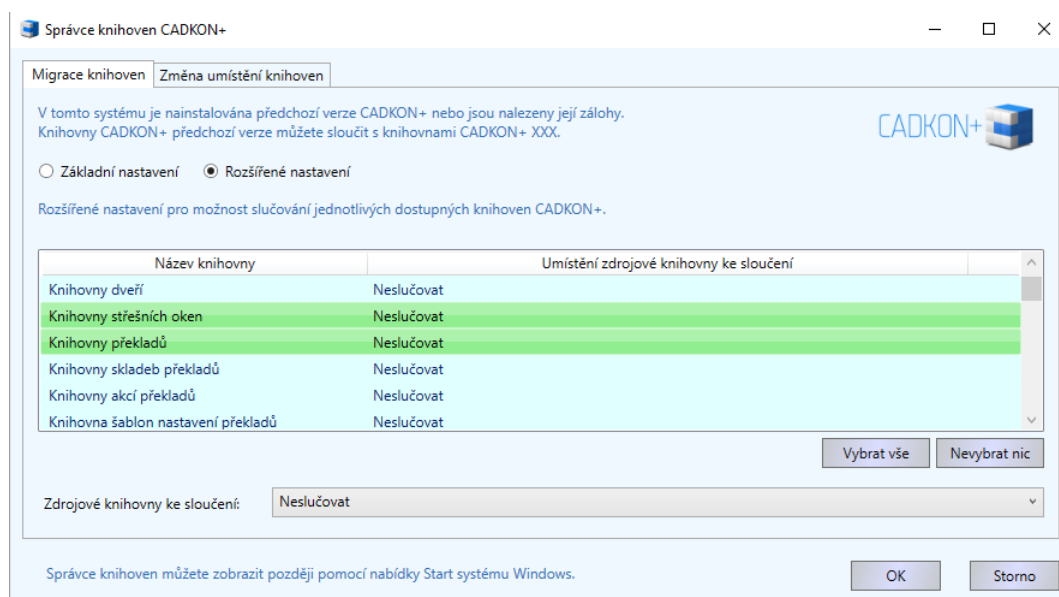 Správce knihoven CADKON+
Migrace knihoven Změna umístění knihoven
V tomto systému je nainstalována předchozí verze CADKON+ nebo jsou nalezeny její zálohy.
Knihovny CADKON+ předchozí verze můžete sloučit s knihovnami CADKON+ XXX.
CADKON+
Základní nastavení Rozšířené nastavení
Rozšířené nastavení pro možnost slučování jednotlivých dostupných knihoven CADKON+.
Název knihovny Umístění zdrojové knihovny ke sloučení
Knihovny dveří Neslučovat
Knihovny střešních oken Neslučovat
Knihovny překladů Neslučovat
Knihovny skladeb překladů Neslučovat
Knihovny akcí překladů Neslučovat
Knihovna šablon nastavení překladů Neslučovat
Vybrat vše Nevybrat nic
Zdrojové knihovny ke sloučení: Neslučovat
Správce knihoven můžete zobrazit později pomocí nabídky Start systému Windows.
OK Storno